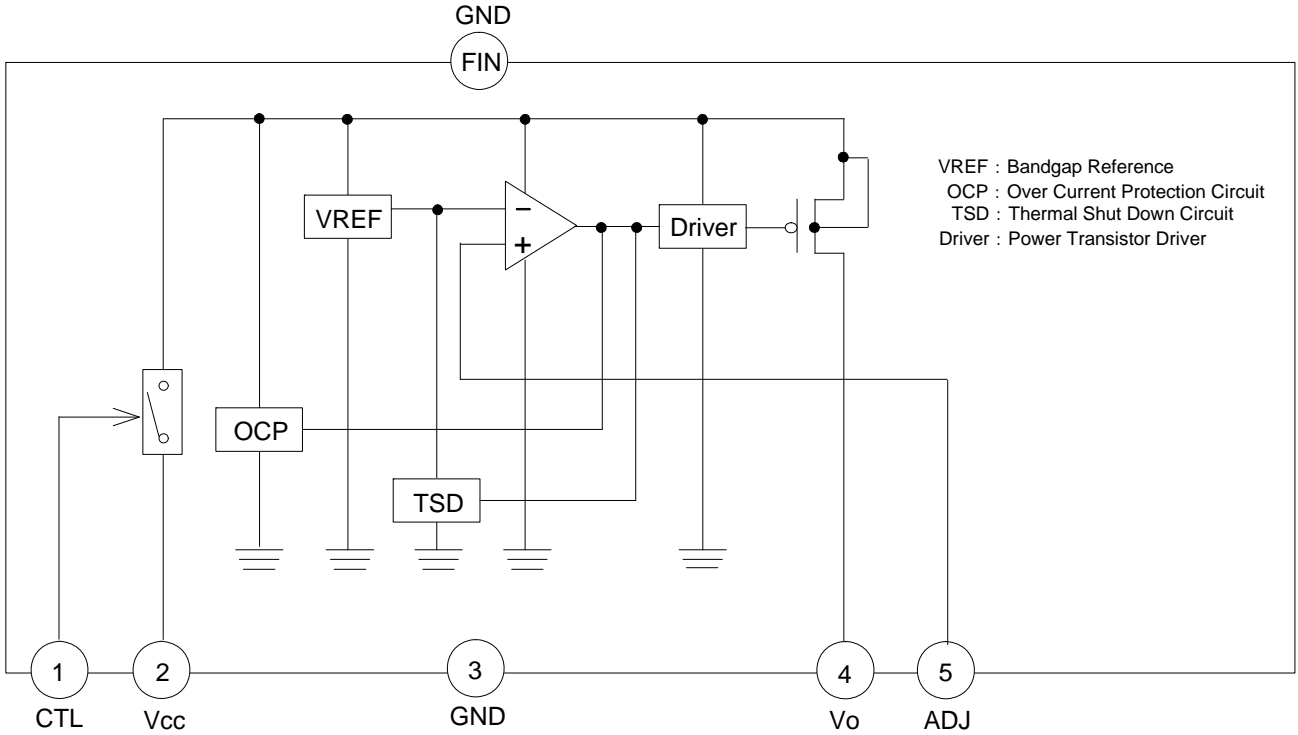 GND
FIN
VREF : Bandgap Reference
OCP : Over Current Protection Circuit
TSD : Thermal Shut Down Circuit
Driver : Power Transistor Driver
VREF
−
+
Driver
OCP
TSD
1
2
3
4
5
CTL
Vcc
GND
Vo
ADJ